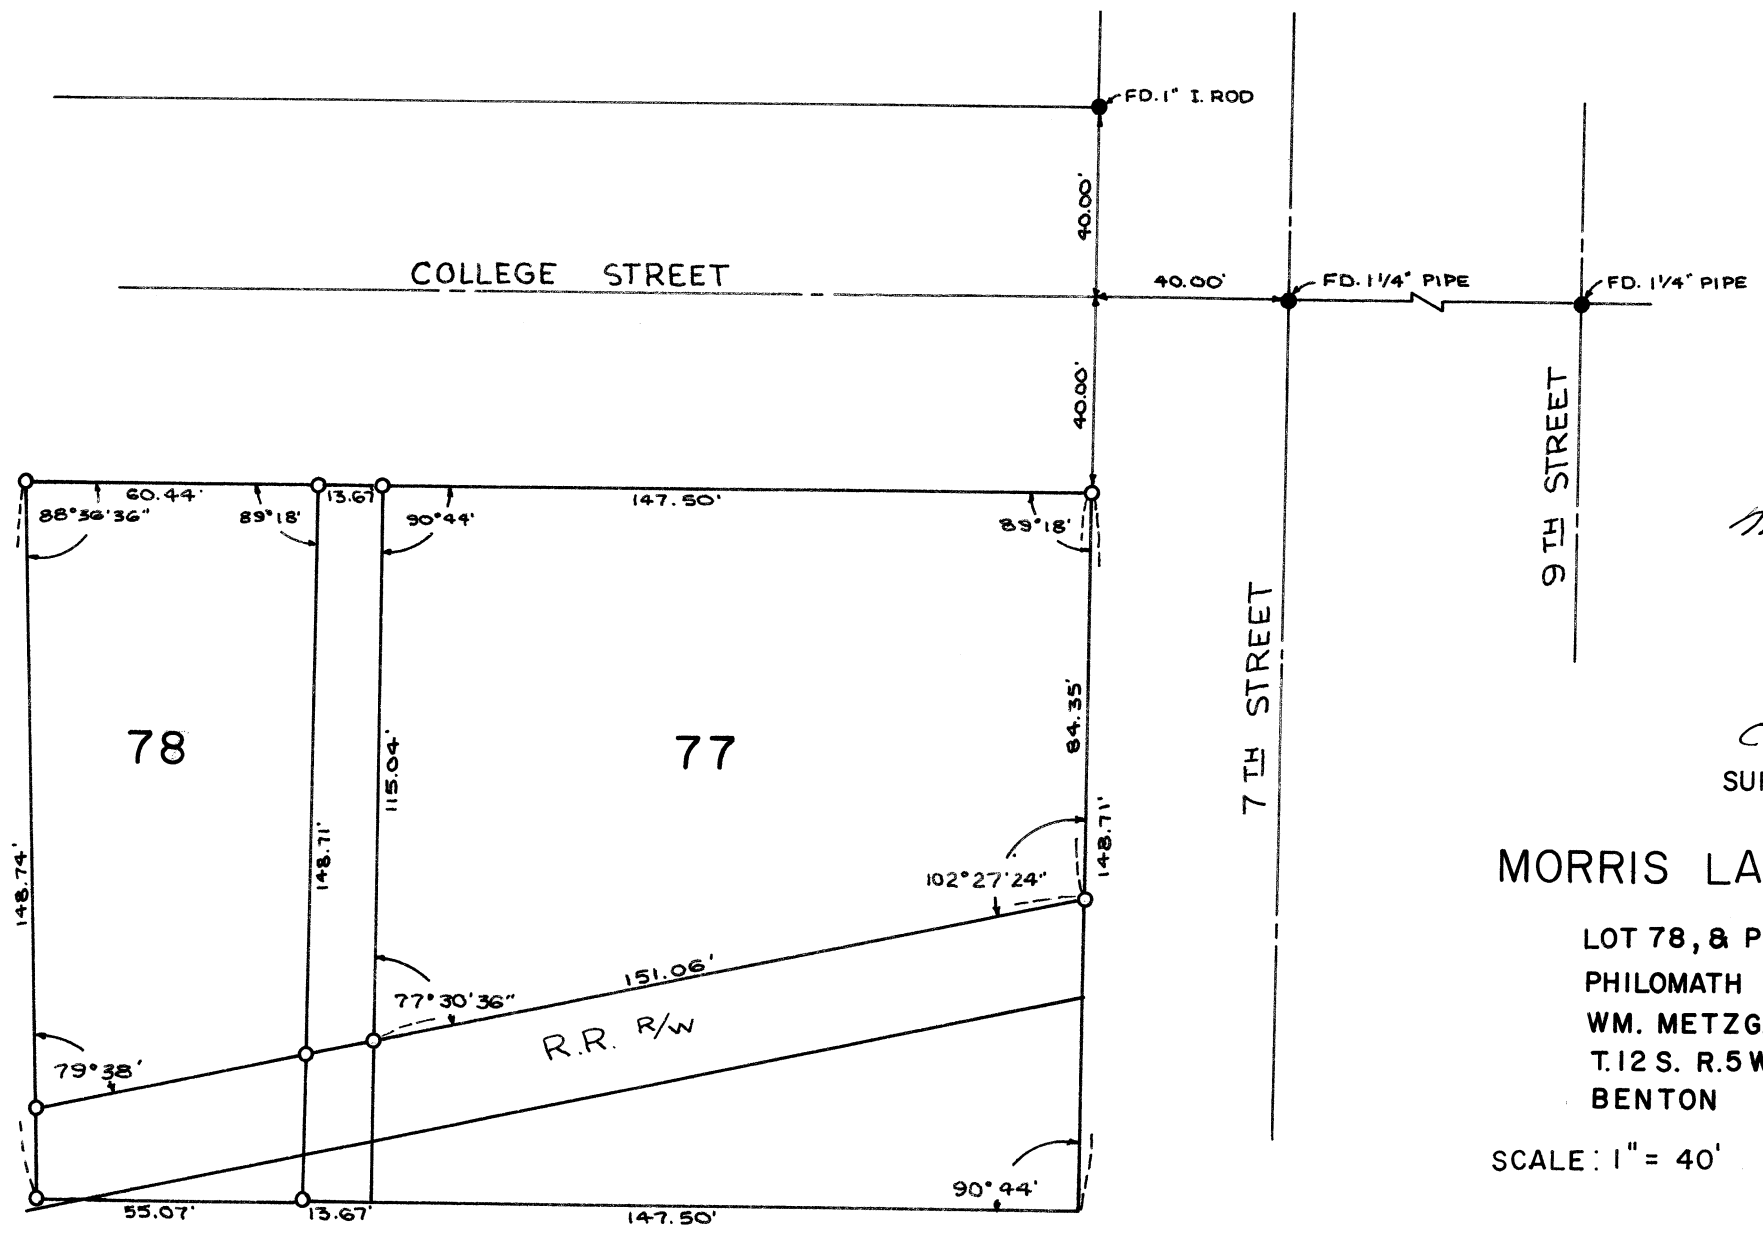 FD. 1" I. ROD
40.00'
COLLEGE STREET
40.00'
FD. 1 1/4" PIPE
FD. 1 1/4" PIPE
40.00'
9 TH STREET
60.44'
13.67'
147.50'
88°36'36"
89°18'
90°44'
89°18'
7 TH STREET
84.35'
78
77
115.04'
SU
148.74'
148.71'
148.71'
MORRIS LA
102°27'24"
LOT 78, & P
151.06'
PHILOMATH
77°30'36"
R.R. R/W
WM. METZG
79°38'
T.12 S. R.5 W
BENTON
SCALE: 1" = 40'
90°44'
55.07'
13.67'
147.50'